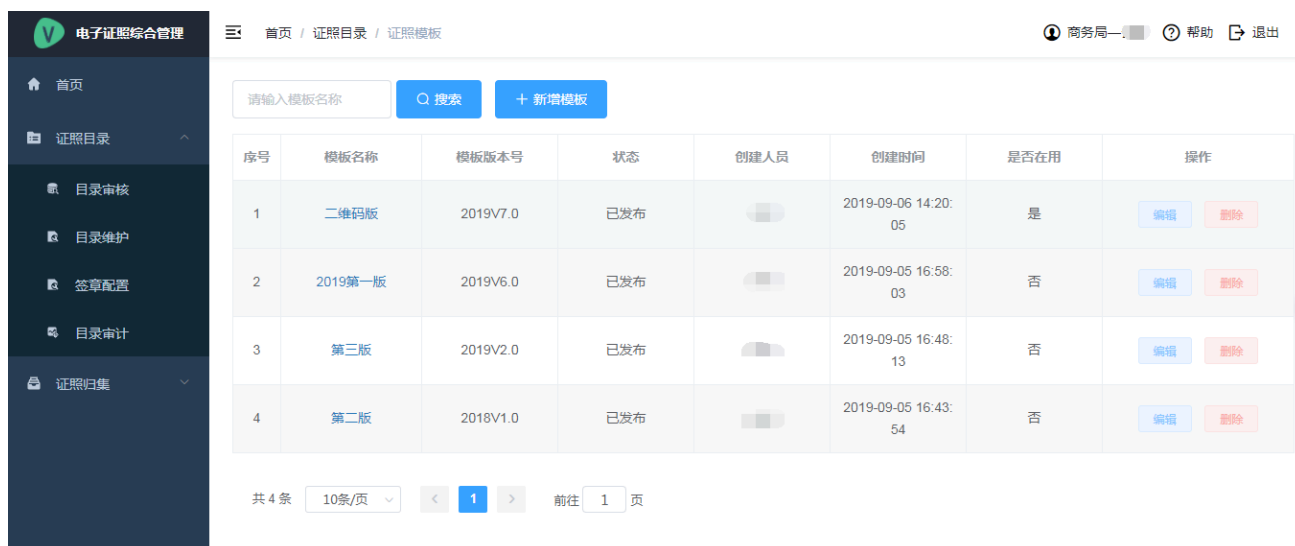 电子证照综合管理
首页 / 证照目录 / 证照模板
商务局—
帮助
退出
首页
证照目录
目录审核
目录维护
签章配置
目录审计
证照归集
请输入模板名称
搜索
+ 新增模板
序号 模板名称 模板版本号 状态 创建人员 创建时间 是否在用 操作
1 二维码版 2019V7.0 已发布 2019-09-06 14:20: 是 编辑 删除
05
2 2019第一版 2019V6.0 已发布 2019-09-05 16:58: 否 编辑 删除
03
3 第三版 2019V2.0 已发布 2019-09-05 16:48: 否 编辑 删除
13
4 第二版 2018V1.0 已发布 2019-09-05 16:43: 否 编辑 删除
54
共 4 条 10条/页 < 1 > 前往 1 页